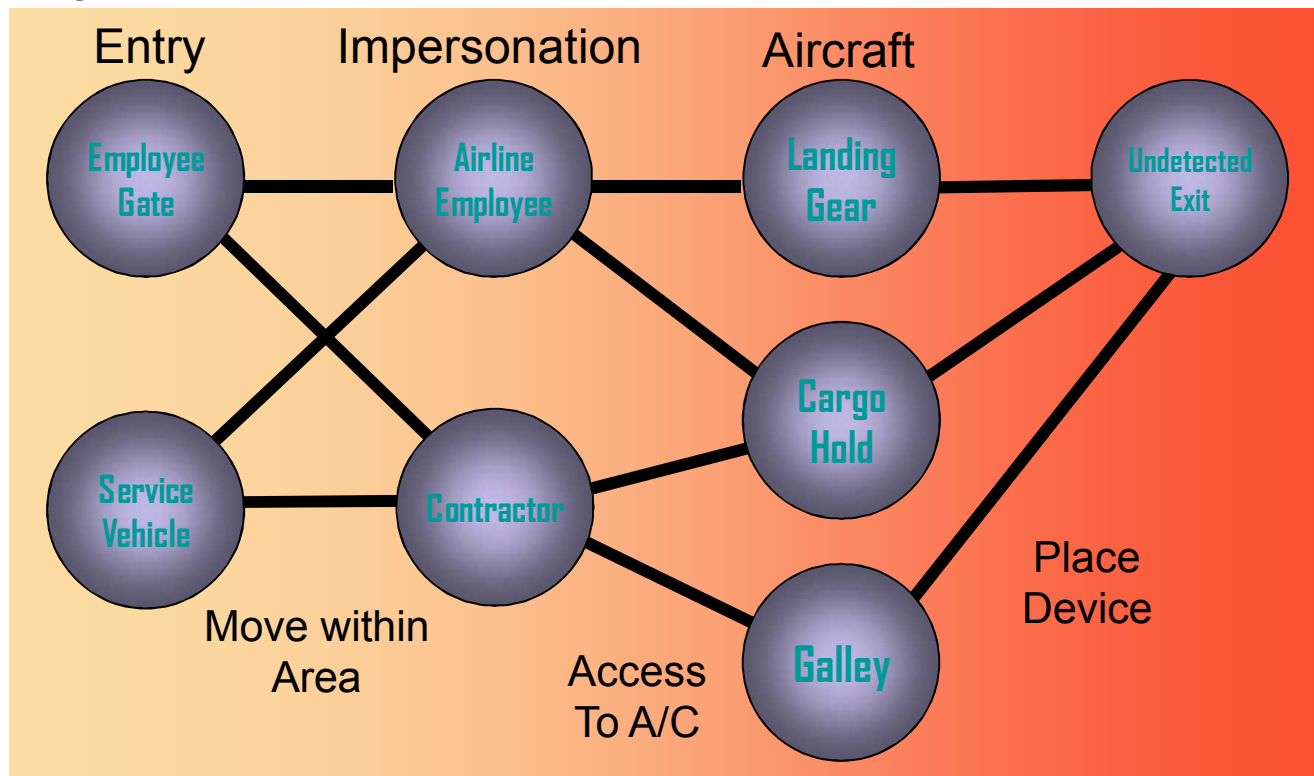 Entry
Impersonation
Aircraft
Employee
Gate
Airline
Employee
Landing
Gear
Undetected
Exit
Cargo
Hold
Service
Vehicle
Contractor
Place
Device
Move within
Area
Access
To A/C
Galley